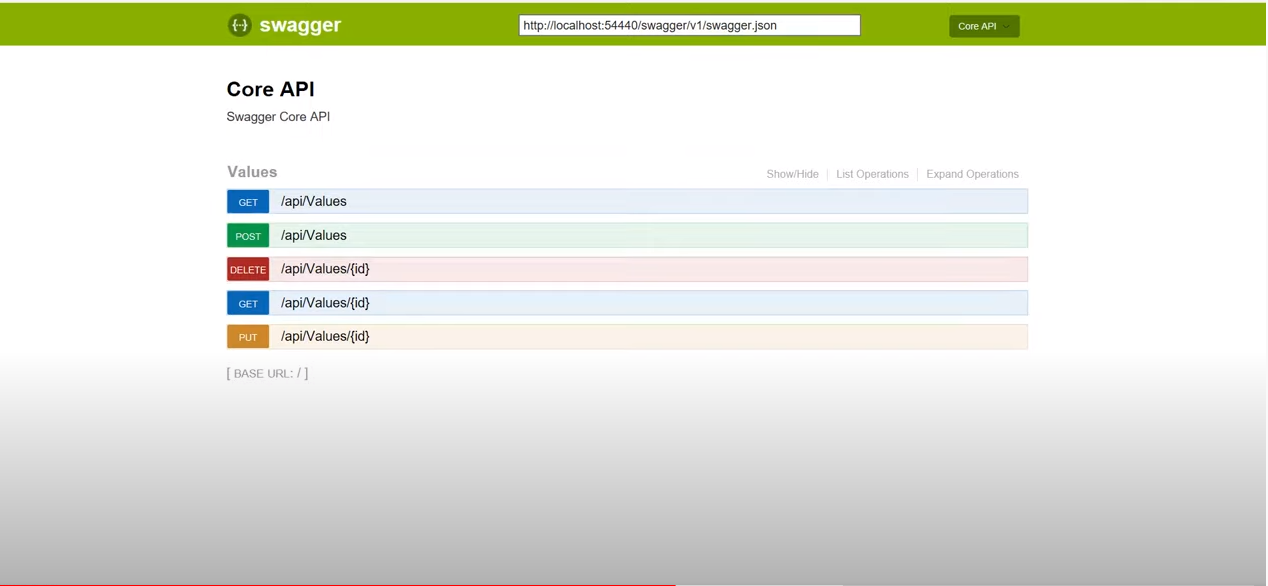 {··} swagger http://localhost:54440/swagger/v1/swagger.json Core API
Core API
Swagger Core API
Values Show/Hide List Operations Expand Operations
GET /api/Values
POST /api/Values
DELETE /api/Values/{id}
GET /api/Values/{id}
PUT /api/Values/{id}
[ BASE URL: / ]